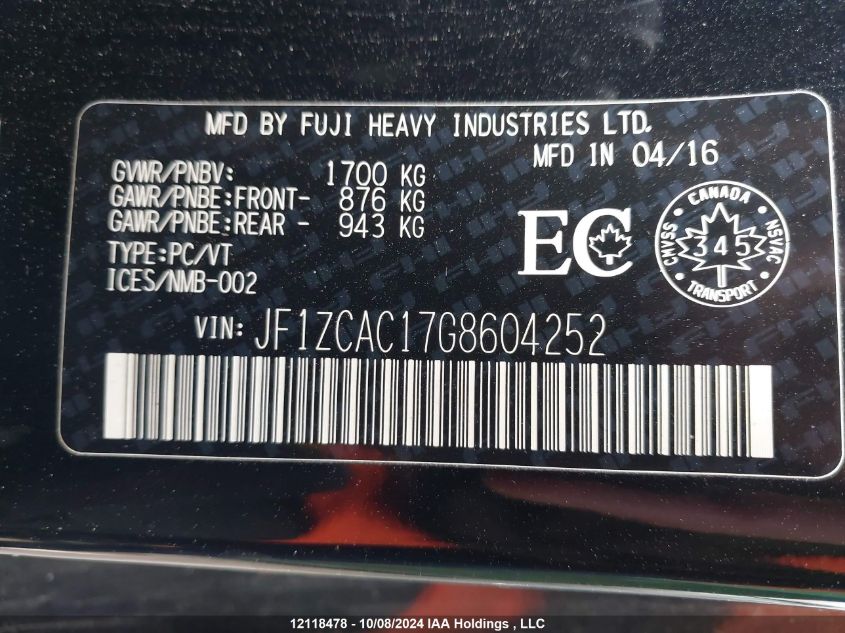 MFD BY FUJI HEAVY INDUSTRIES LTD.
MFD IN 04/16
GVWR/PNBV: 1700 KG
GAWR/PNBE:FRONT- 876 KG
GAWR/PNBE:REAR - 943 KG
TYPE:PC/VT
ICES/NMB-002
EC
CANADA
CMVSS 345 NSVAC
TRANSPORT
VIN: JF1ZCAC17G8604252
12118478 - 10/08/2024 IAA Holdings , LLC